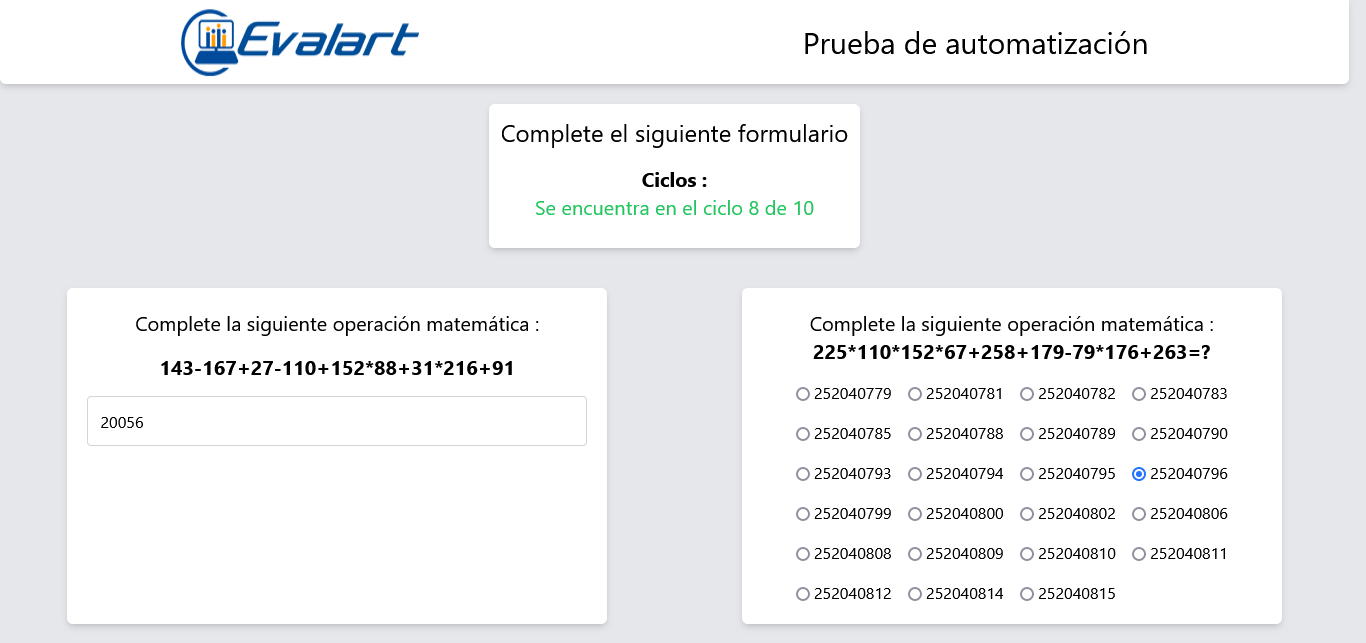 Evalart
Prueba de automatización
Complete el siguiente formulario
Ciclos :
Se encuentra en el ciclo 8 de 10
Complete la siguiente operación matemática :
143-167+27-110+152*88+31*216+91
20056
Complete la siguiente operación matemática :
225*110*152*67+258+179-79*176+263=?
252040779 252040781 252040782 252040783
252040785 252040788 252040789 252040790
252040793 252040794 252040795 252040796
252040799 252040800 252040802 252040806
252040808 252040809 252040810 252040811
252040812 252040814 252040815